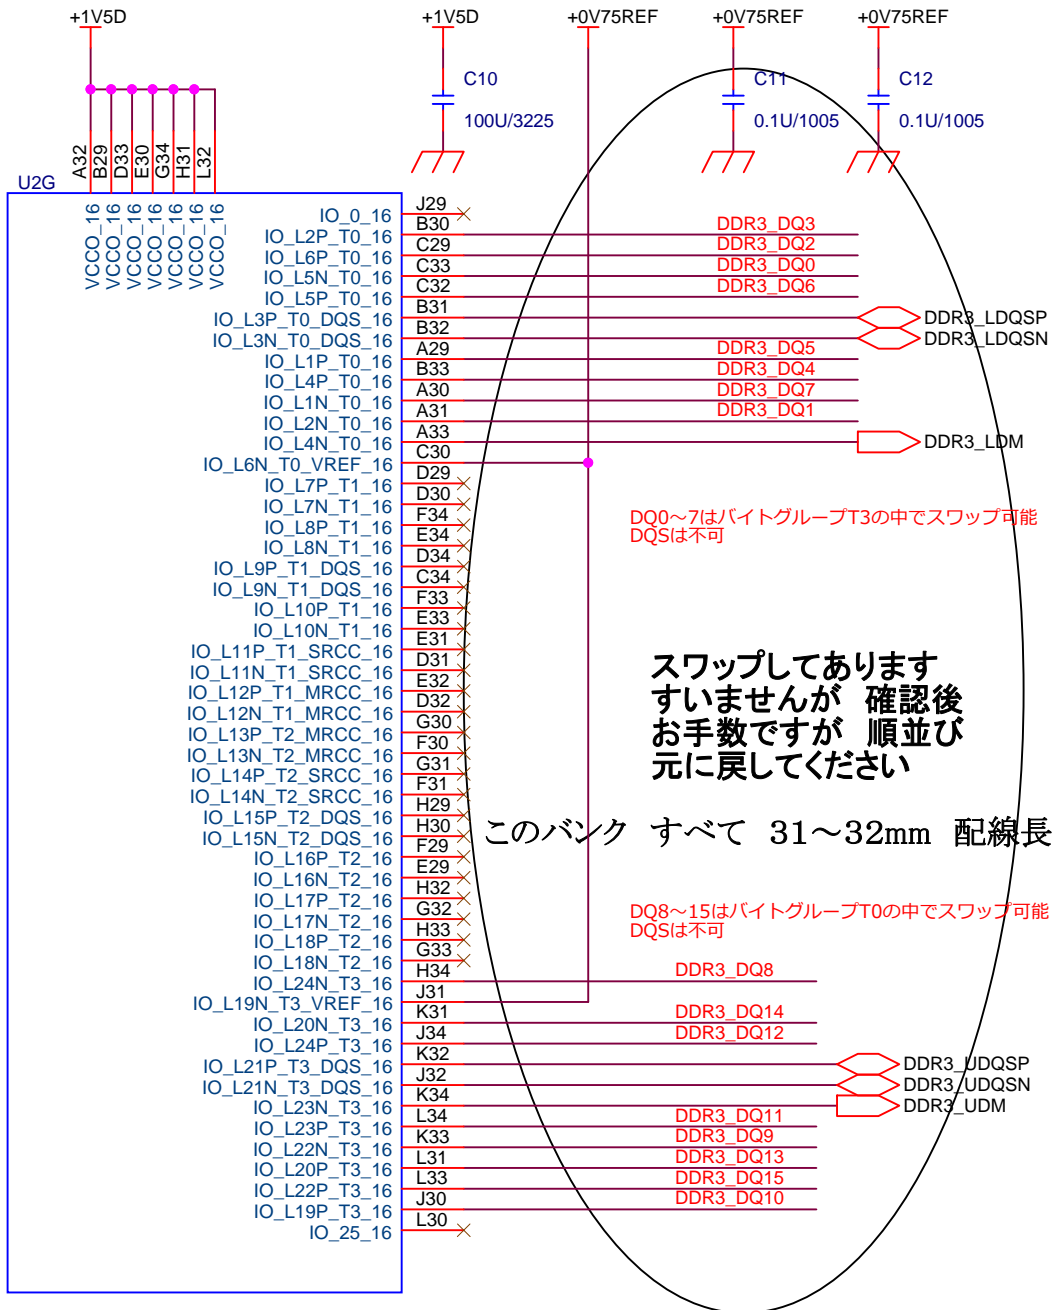 +1V5D +1V5D +0V75REF +0V75REF +0V75REF
C10 C11 C12
100U/3225 0.1U/1005 0.1U/1005
A32 B29 D33 E30 G34 H31 L32
U2G
VCCO_16 VCCO_16 VCCO_16 VCCO_16 VCCO_16 VCCO_16 VCCO_16
IO_0_16 J29
IO_L2P_T0_16 B30 DDR3_DQ3
IO_L6P_T0_16 C29 DDR3_DQ2
IO_L5N_T0_16 C33 DDR3_DQ0
IO_L5P_T0_16 C32 DDR3_DQ6
IO_L3P_T0_DQS_16 B31 DDR3_LDQSP
IO_L3N_T0_DQS_16 B32 DDR3_LDQSN
IO_L1P_T0_16 A29 DDR3_DQ5
IO_L4P_T0_16 B33 DDR3_DQ4
IO_L1N_T0_16 A30 DDR3_DQ7
IO_L2N_T0_16 A31 DDR3_DQ1
IO_L4N_T0_16 A33 DDR3_LDM
IO_L6N_T0_VREF_16 C30
IO_L7P_T1_16 D29
IO_L7N_T1_16 D30
IO_L8P_T1_16 F34
IO_L8N_T1_16 E34
IO_L9P_T1_DQS_16 D34
IO_L9N_T1_DQS_16 C34
IO_L10P_T1_16 F33
IO_L10N_T1_16 E33
IO_L11P_T1_SRCC_16 E31
IO_L11N_T1_SRCC_16 D31
IO_L12P_T1_MRCC_16 E32
IO_L12N_T1_MRCC_16 D32
IO_L13P_T2_MRCC_16 G30
IO_L13N_T2_MRCC_16 F30
IO_L14P_T2_SRCC_16 G31
IO_L14N_T2_SRCC_16 F31
IO_L15P_T2_DQS_16 H29
IO_L15N_T2_DQS_16 H30
IO_L16P_T2_16 F29
IO_L16N_T2_16 E29
IO_L17P_T2_16 H32
IO_L17N_T2_16 G32
IO_L18P_T2_16 H33
IO_L18N_T2_16 G33
IO_L24N_T3_16 H34 DDR3_DQ8
IO_L19N_T3_VREF_16 J31
IO_L20N_T3_16 K31 DDR3_DQ14
IO_L24P_T3_16 J34 DDR3_DQ12
IO_L21P_T3_DQS_16 K32 DDR3_UDQSP
IO_L21N_T3_DQS_16 J32 DDR3_UDQSN
IO_L23N_T3_16 K34 DDR3_UDM
IO_L23P_T3_16 L34 DDR3_DQ11
IO_L22N_T3_16 K33 DDR3_DQ9
IO_L20P_T3_16 L31 DDR3_DQ13
IO_L22P_T3_16 L33 DDR3_DQ15
IO_L19P_T3_16 J30 DDR3_DQ10
IO_25_16 L30
DQ0～7はバイトグループT3の中でスワップ可能
DQSは不可
スワップしてあります
すいませんが 確認後
お手数ですが 順並び
元に戻してください
このバンク すべて 31～32mm 配線長
DQ8～15はバイトグループT0の中でスワップ可能
DQSは不可